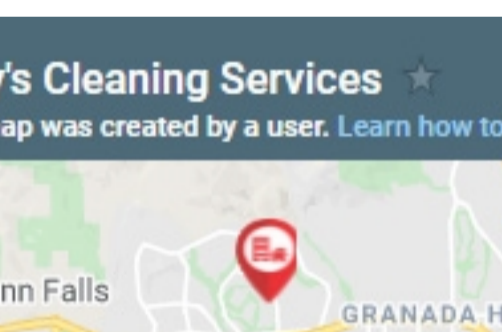 's Cleaning Services
ap was created by a user. Learn how to
nn Falls
GRANADA H